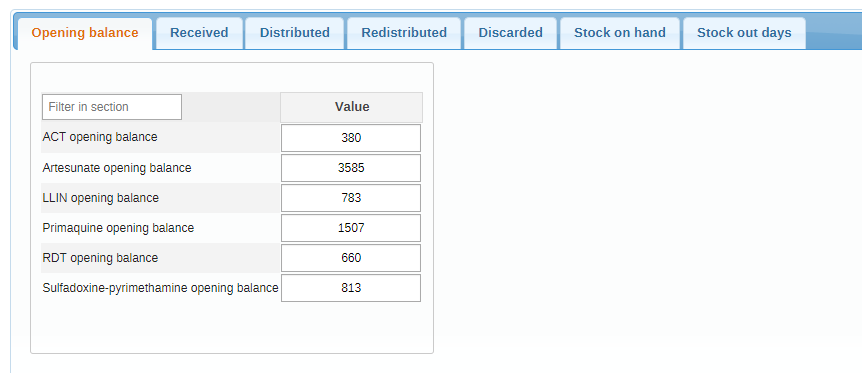 Opening balance Received Distributed Redistributed Discarded Stock on hand Stock out days
Filter in section Value
ACT opening balance 380
Artesunate opening balance 3585
LLIN opening balance 783
Primaquine opening balance 1507
RDT opening balance 660
Sulfadoxine-pyrimethamine opening balance 813